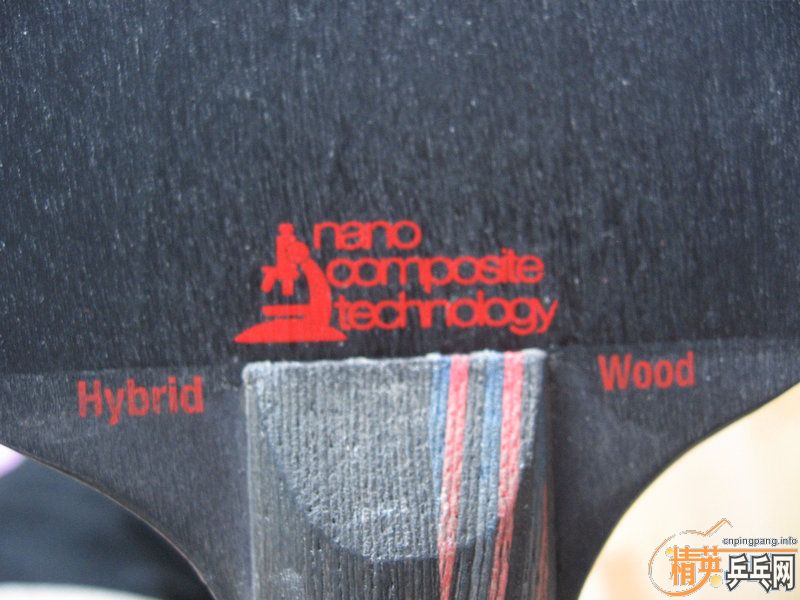 nano
composite
technology
Hybrid Wood
cnpingpang.info
精英乒乓网